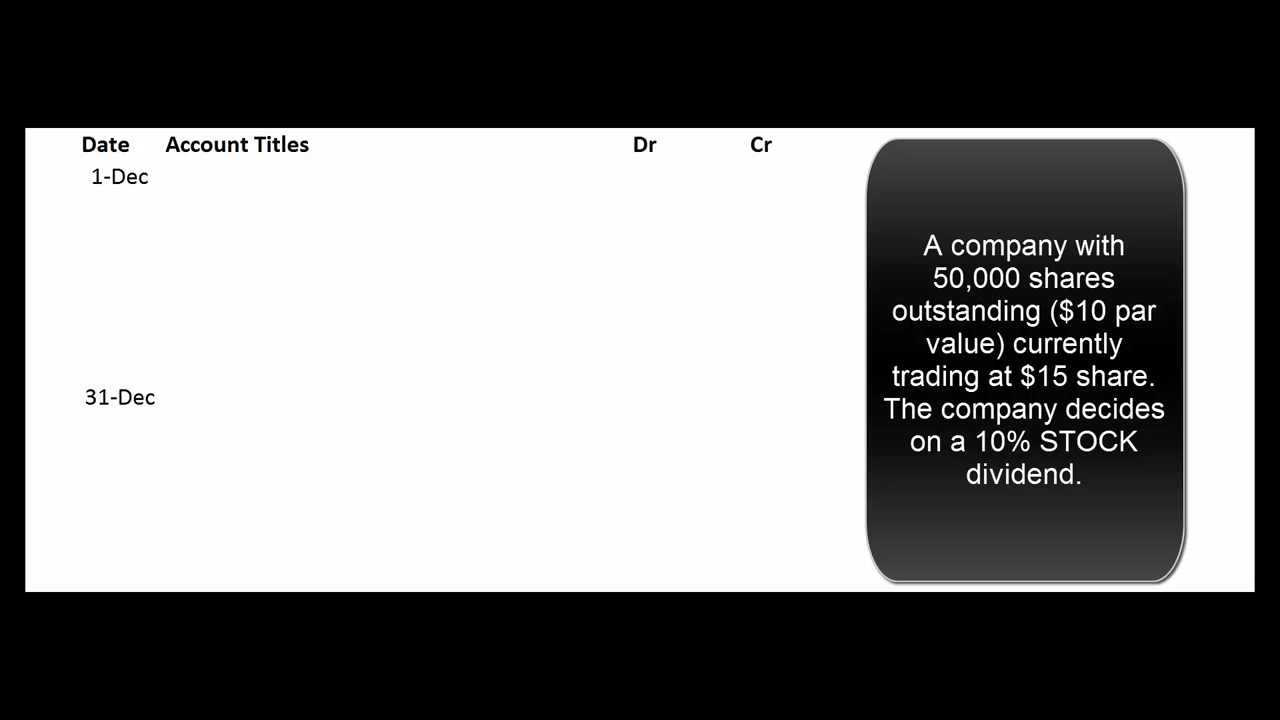 Date Account Titles Dr Cr
1-Dec
31-Dec
A company with
50,000 shares
outstanding ($10 par
value) currently
trading at $15 share.
The company decides
on a 10% STOCK
dividend.